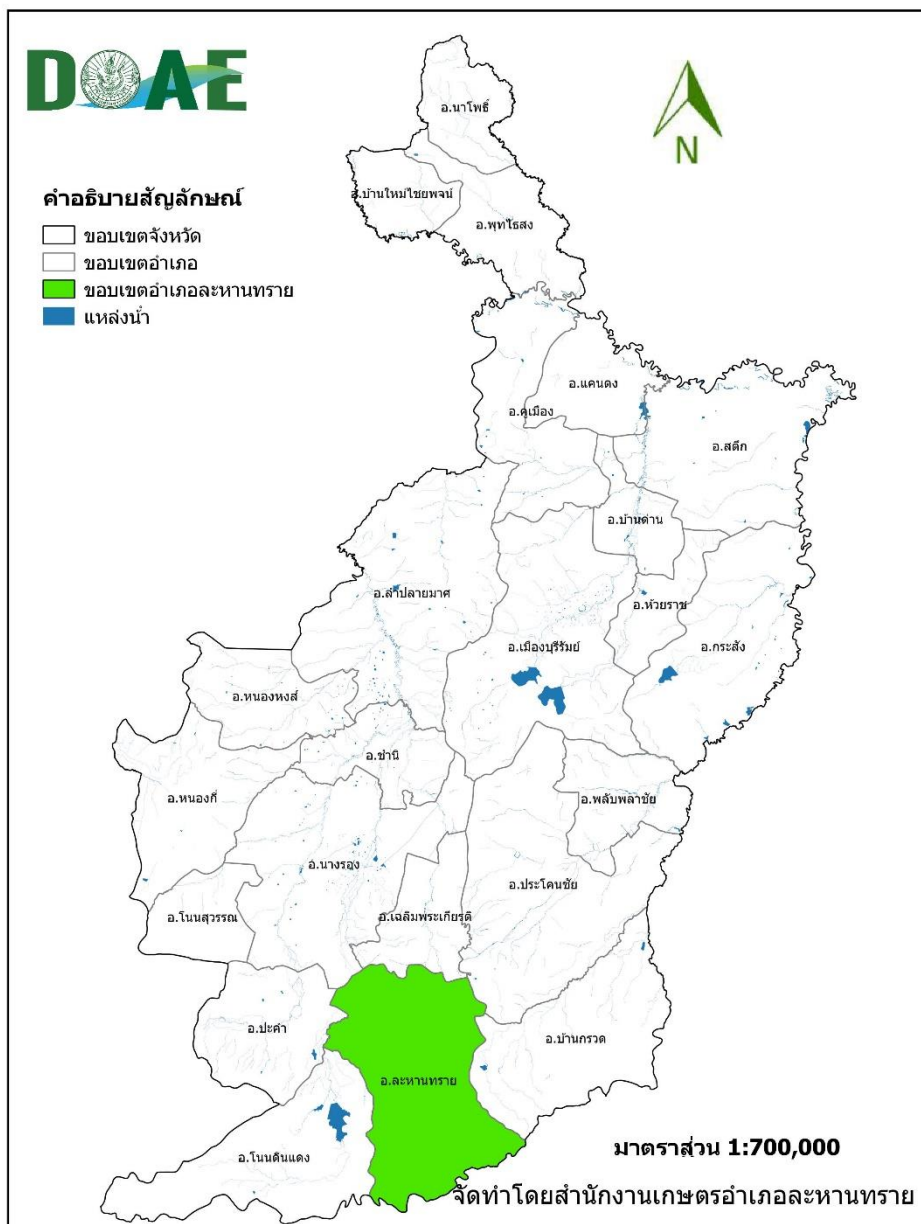 DOAE
N
คำอธิบายสัญลักษณ์
ขอบเขตจังหวัด
ขอบเขตอำเภอ
ขอบเขตอำเภอละหานทราย
แหล่งน้ำ
อ.นาโพธิ์
อ.บ้านใหม่ไชยพจน์
อ.พุทไธสง
อ.แคนดง
อ.คูเมือง
อ.สตึก
อ.บ้านด่าน
อ.ลำปลายมาศ
อ.ห้วยราช
อ.เมืองบุรีรัมย์
อ.กระสัง
อ.หนองหงส์
อ.ชำนิ
อ.หนองกี่
อ.พลับพลาชัย
อ.นางรอง
อ.ประโคนชัย
อ.โนนสุวรรณ
อ.เฉลิมพระเกียรติ
อ.ปะคำ
อ.บ้านกรวด
อ.ละหานทราย
อ.โนนดินแดง
มาตราส่วน 1:700,000
จัดทำโดยสำนักงานเกษตรอำเภอละหานทราย